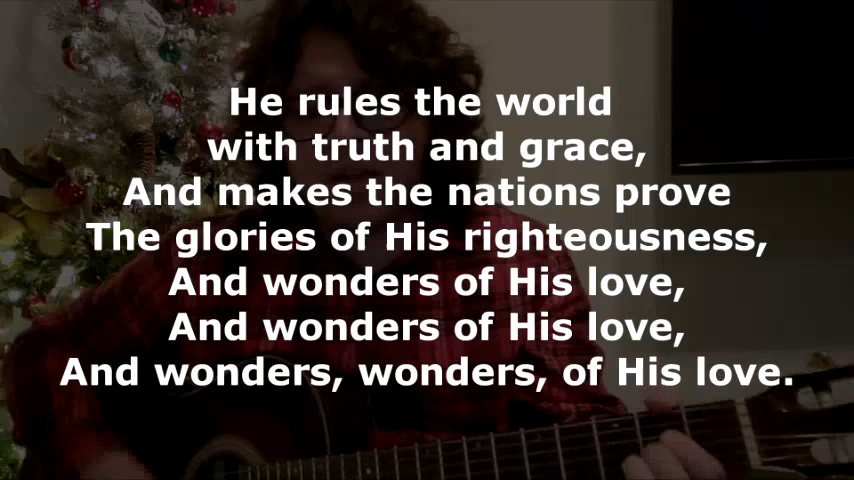 He rules the world
with truth and grace,
And makes the nations prove
The glories of His righteousness,
And wonders of His love,
And wonders of His love,
And wonders, wonders, of His love.